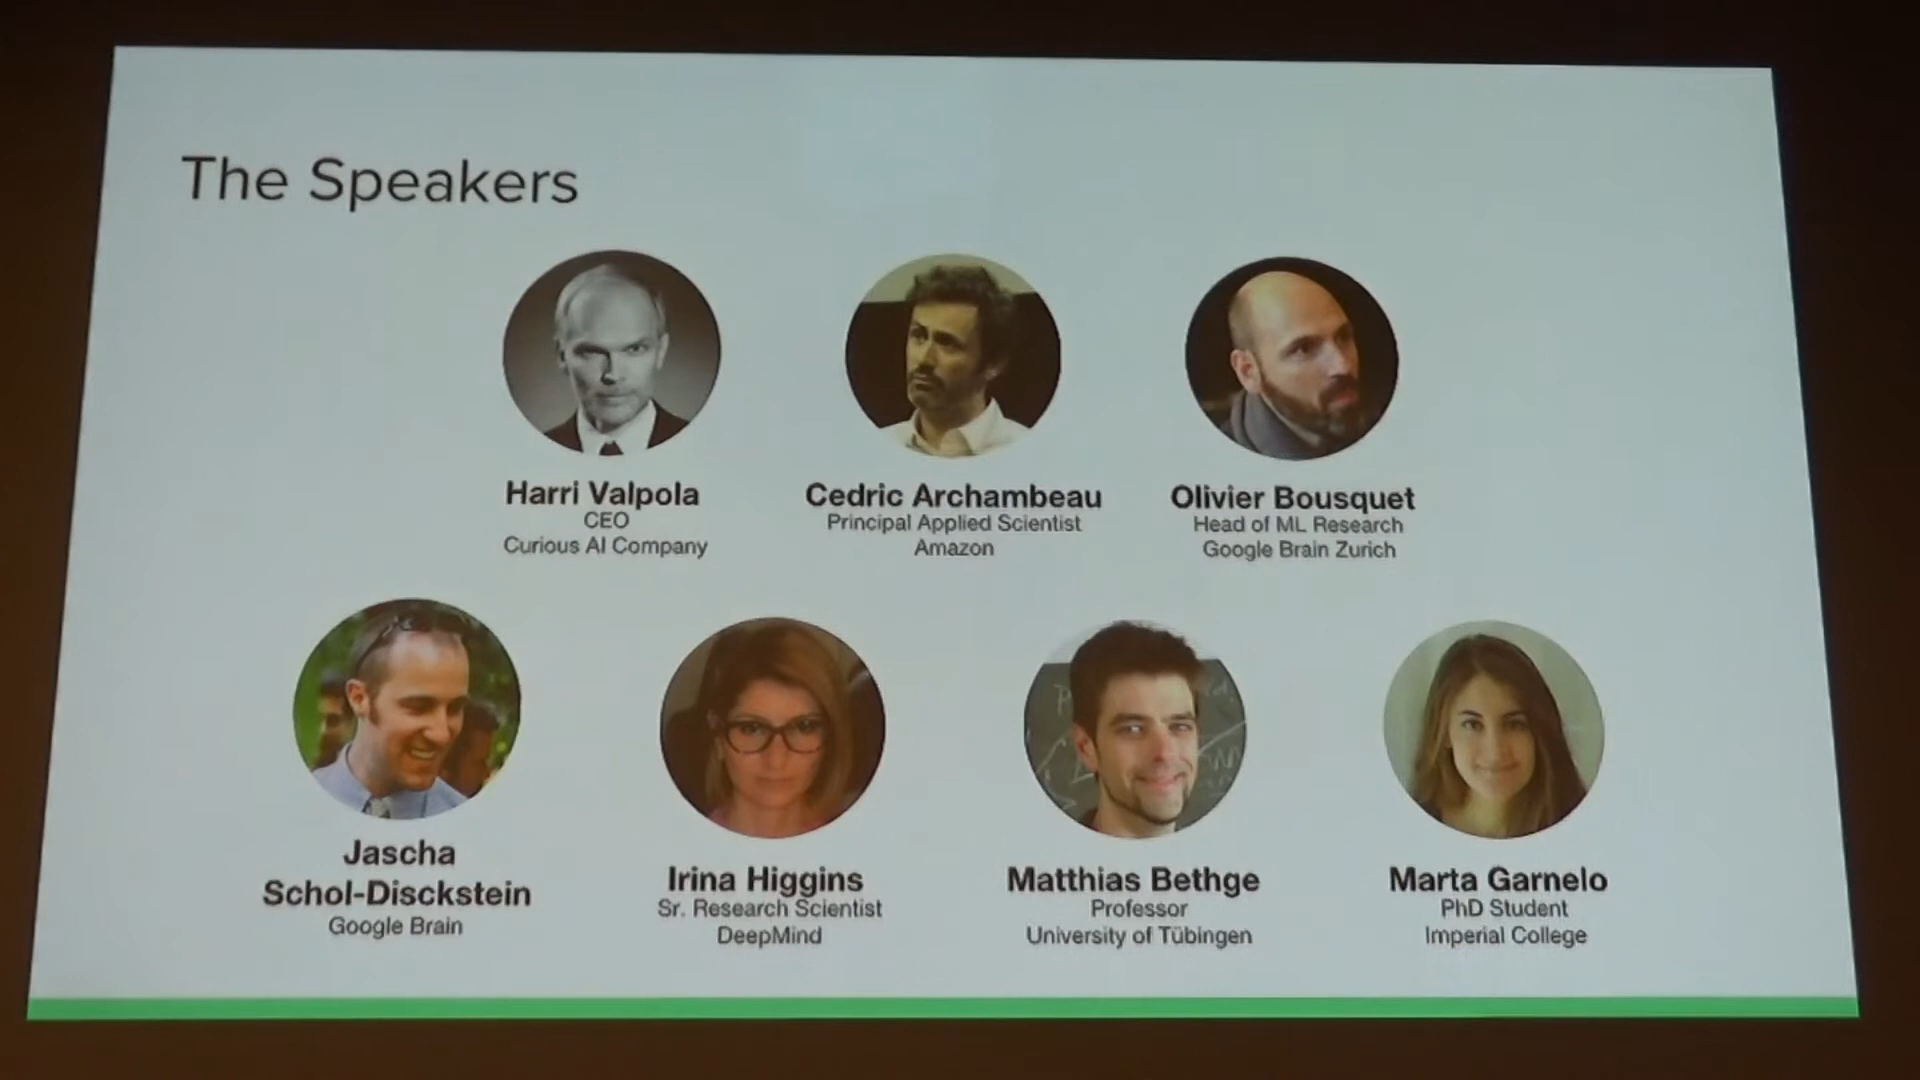 The Speakers
Harri Valpola
CEO
Curious AI Company
Cedric Archambeau
Principal Applied Scientist
Amazon
Olivier Bousquet
Head of ML Research
Google Brain Zurich
Jascha
Schol-Disckstein
Google Brain
Irina Higgins
Sr. Research Scientist
DeepMind
Matthias Bethge
Professor
University of Tübingen
Marta Garnelo
PhD Student
Imperial College